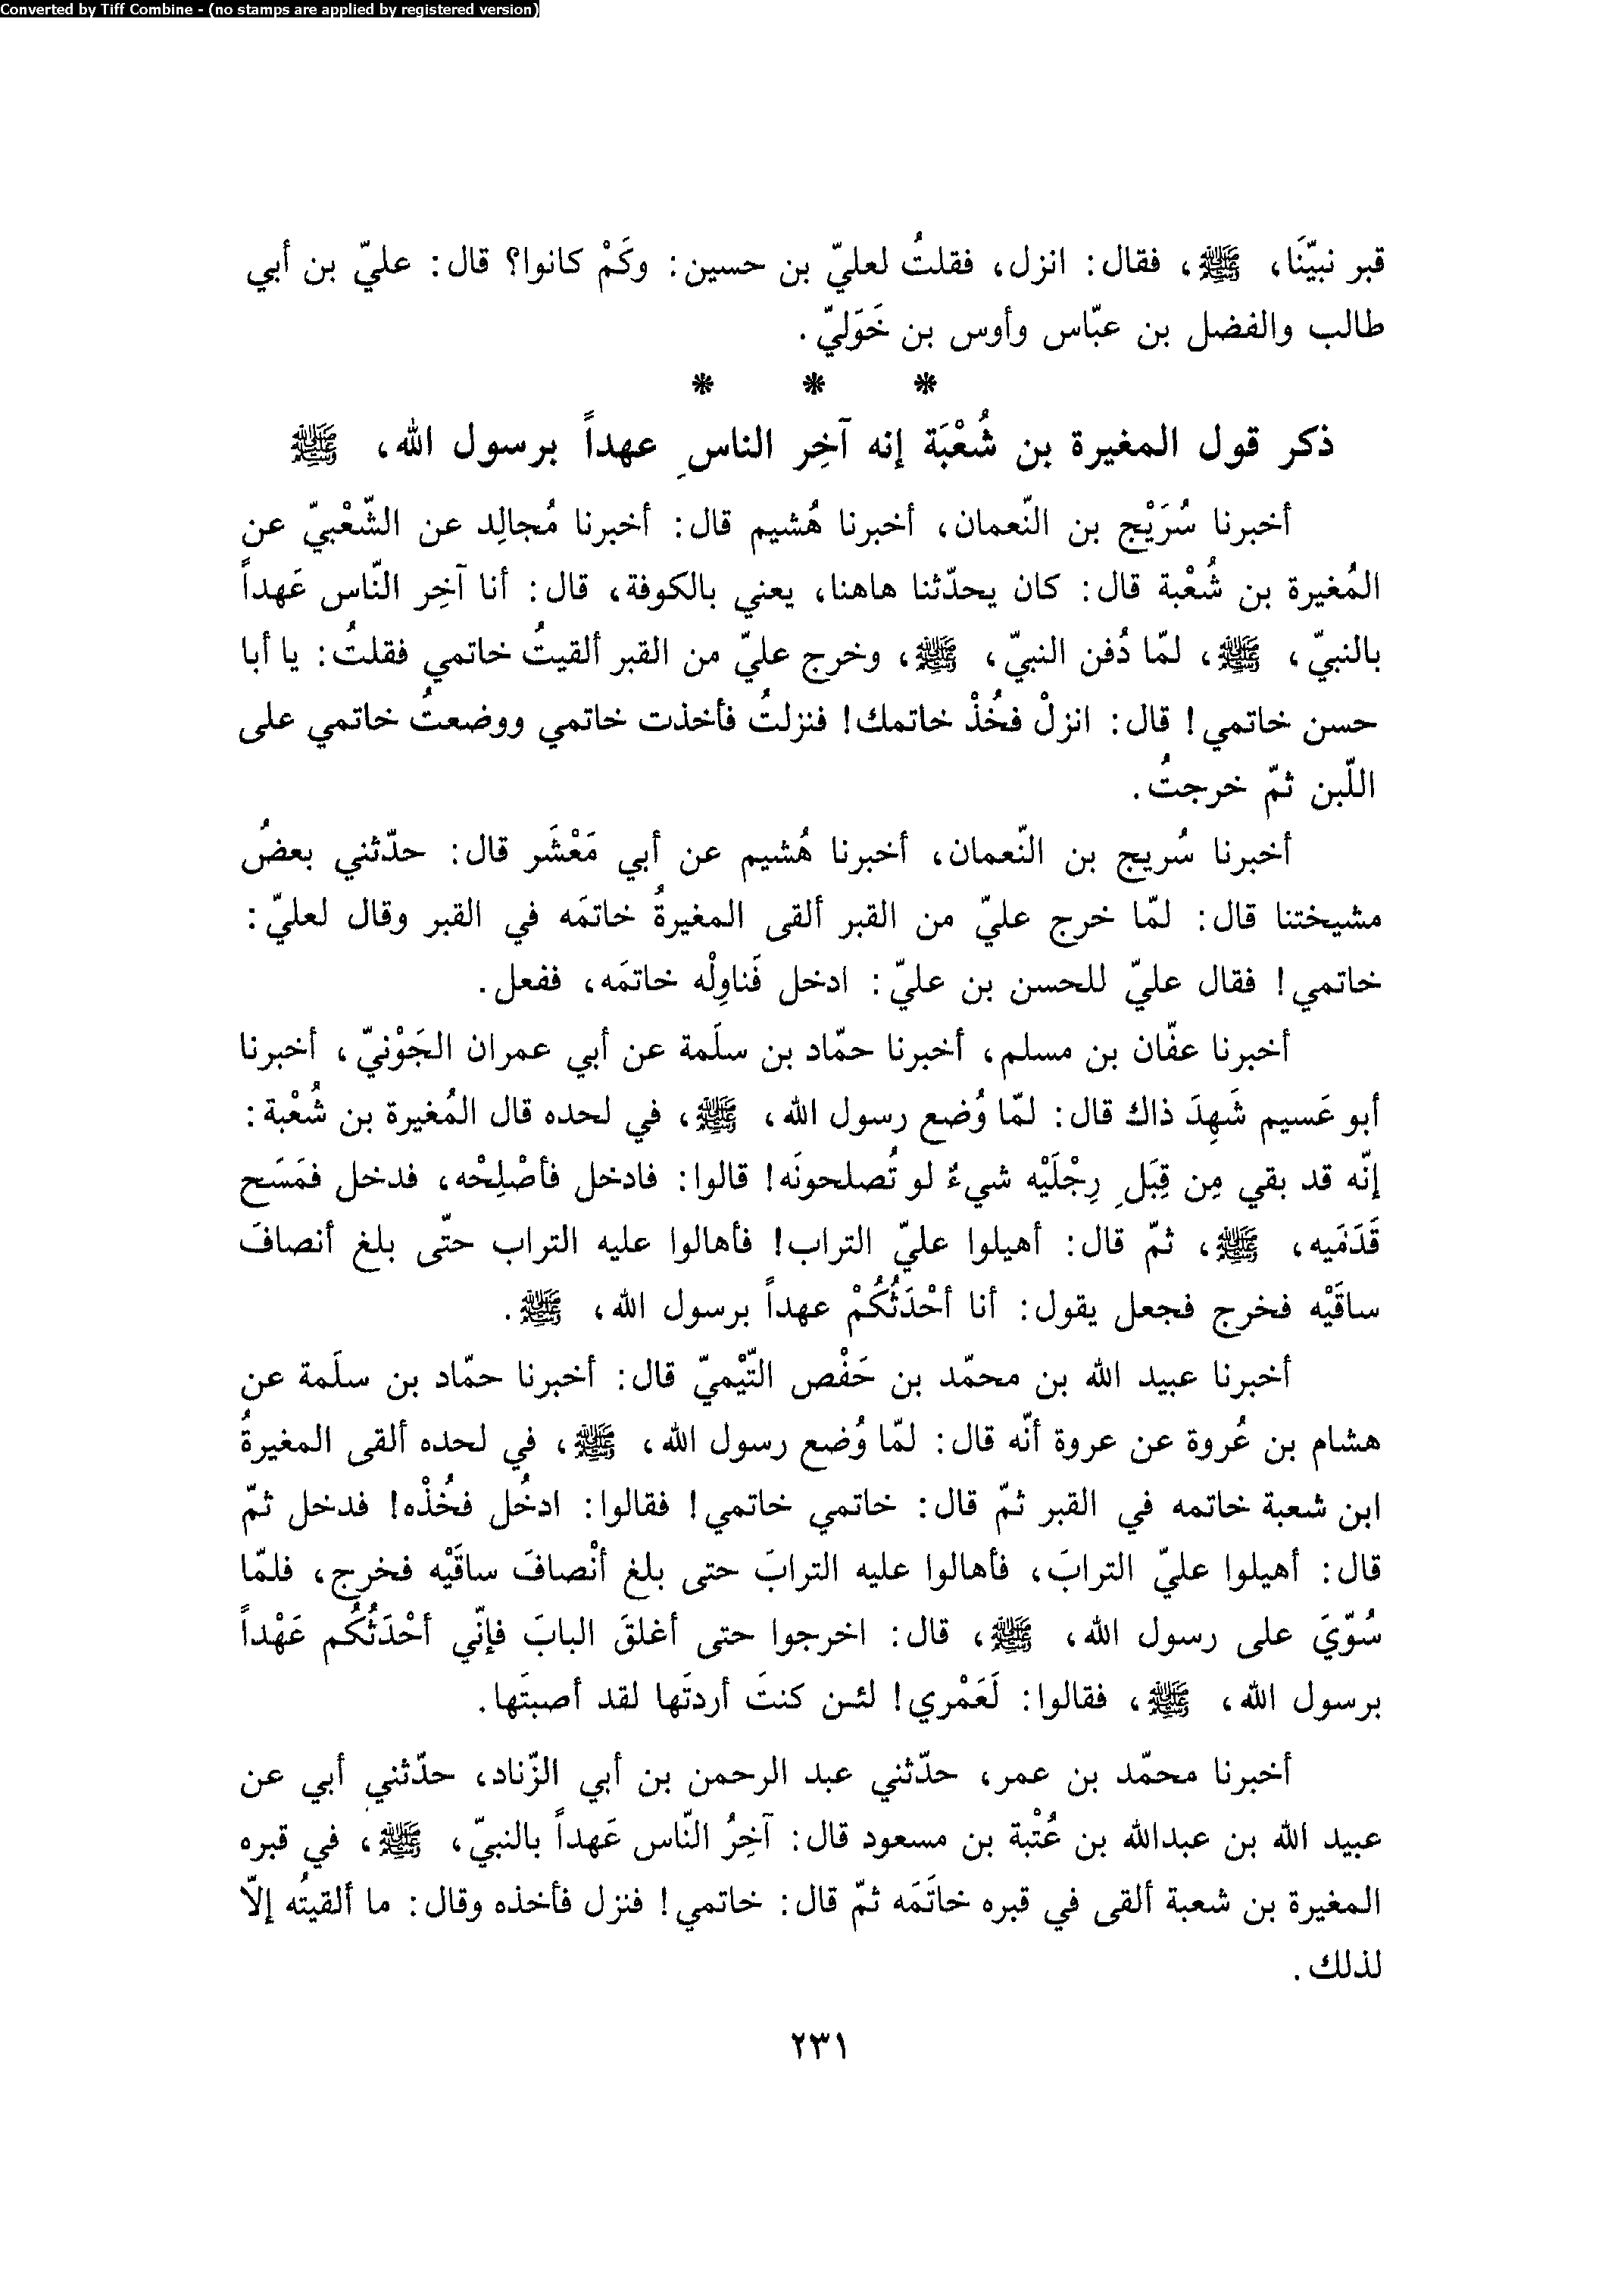 Converted by Tiff Combine - (no stamps are applied by registered version)
قبر نبيّنَا، ﷺ، فقال: انزل، فقلتُ لعليّ بن حسين: وكَمْ كانوا؟ قال: عليّ بن أبي
طالب والفضل بن عبّاس وأوس بن خَوَليّ.
* * *
ذكر قول المغيرة بن شُعْبَة إنه آخِر الناسِ عهداً برسول الله، ﷺ
أخبرنا سُرَيْج بن النّعمان، أخبرنا هُشيم قال: أخبرنا مُجالِد عن الشّعْبيّ عن
المُغيرة بن شُعْبة قال: كان يحدّثنا هاهنا، يعني بالكوفة، قال: أنا آخِر النّاس عَهداً
بالنبيّ، ﷺ، لمّا دُفن النبيّ، ﷺ، وخرج عليّ من القبر ألقيتُ خاتمي فقلتُ: يا أبا
حسن خاتمي! قال: انزلْ فخُذْ خاتمك! فنزلتُ فأخذت خاتمي ووضعتُ خاتمي على
اللّبن ثمّ خرجتُ.
أخبرنا سُريج بن النّعمان، أخبرنا هُشيم عن أبي مَعْشَر قال: حدّثني بعضُ
مشيختنا قال: لمّا خرج عليّ من القبر ألقى المغيرةُ خاتمَه في القبر وقال لعليّ:
خاتمي! فقال عليّ للحسن بن عليّ: ادخل فَناوِلْه خاتمَه، ففعل.
أخبرنا عفّان بن مسلم، أخبرنا حمّاد بن سلَمة عن أبي عمران الجَوْنيّ، أخبرنا
أبو عَسيم شَهِدَ ذاك قال: لمّا وُضع رسول الله، ﷺ، في لحده قال المُغيرة بن شُعْبة:
إنّه قد بقي مِن قِبَلِ رِجْلَيْه شيءٌ لو تُصلحونَه! قالوا: فادخل فأصْلِحْه، فدخل فمَسَح
قَدَمَيه، ﷺ، ثمّ قال: أهيلوا عليّ التراب! فأهالوا عليه التراب حتّى بلغ أنصافَ
ساقَيْه فخرج فجعل يقول: أنا أحْدَثُكُمْ عهداً برسول الله، ﷺ.
أخبرنا عبيد الله بن محمّد بن حَفْص التّيْميّ قال: أخبرنا حمّاد بن سلَمة عن
هشام بن عُروة عن عروة أنّه قال: لمّا وُضع رسول الله، ﷺ، في لحده ألقى المغيرةُ
ابن شعبة خاتمه في القبر ثمّ قال: خاتمي خاتمي! فقالوا: ادخُل فخُذْه! فدخل ثمّ
قال: أهيلوا عليّ الترابَ، فأهالوا عليه الترابَ حتى بلغ أنْصافَ ساقَيْه فخرج، فلمّا
سُوّيَ على رسول الله، ﷺ، قال: اخرجوا حتى أغلقَ البابَ فإنّي أحْدَثُكُم عَهْداً
برسول الله، ﷺ، فقالوا: لَعَمْري! لئن كنتَ أردتَها لقد أصبتَها.
أخبرنا محمّد بن عمر، حدّثني عبد الرحمن بن أبي الزّناد، حدّثني أبي عن
عبيد الله بن عبدالله بن عُتْبة بن مسعود قال: آخِرُ النّاس عَهداً بالنبيّ، ﷺ، في قبره
المغيرة بن شعبة ألقى في قبره خاتَمَه ثمّ قال: خاتمي! فنزل فأخذه وقال: ما ألقيتُه إلّا
لذلك.
٢٣١